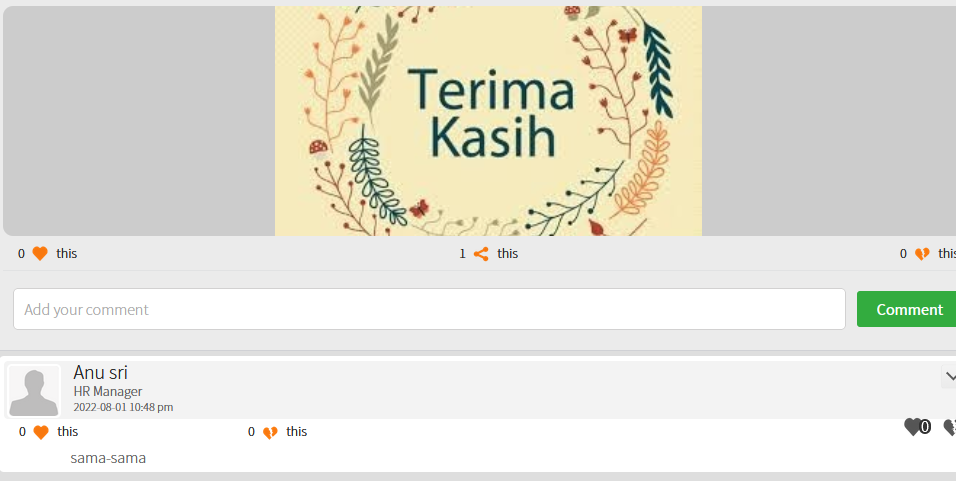 Terima
Kasih
0 this 1 this 0 this
Add your comment Comment
Anu sri
HR Manager
2022-08-01 10:48 pm
0 this 0 this 0
sama-sama